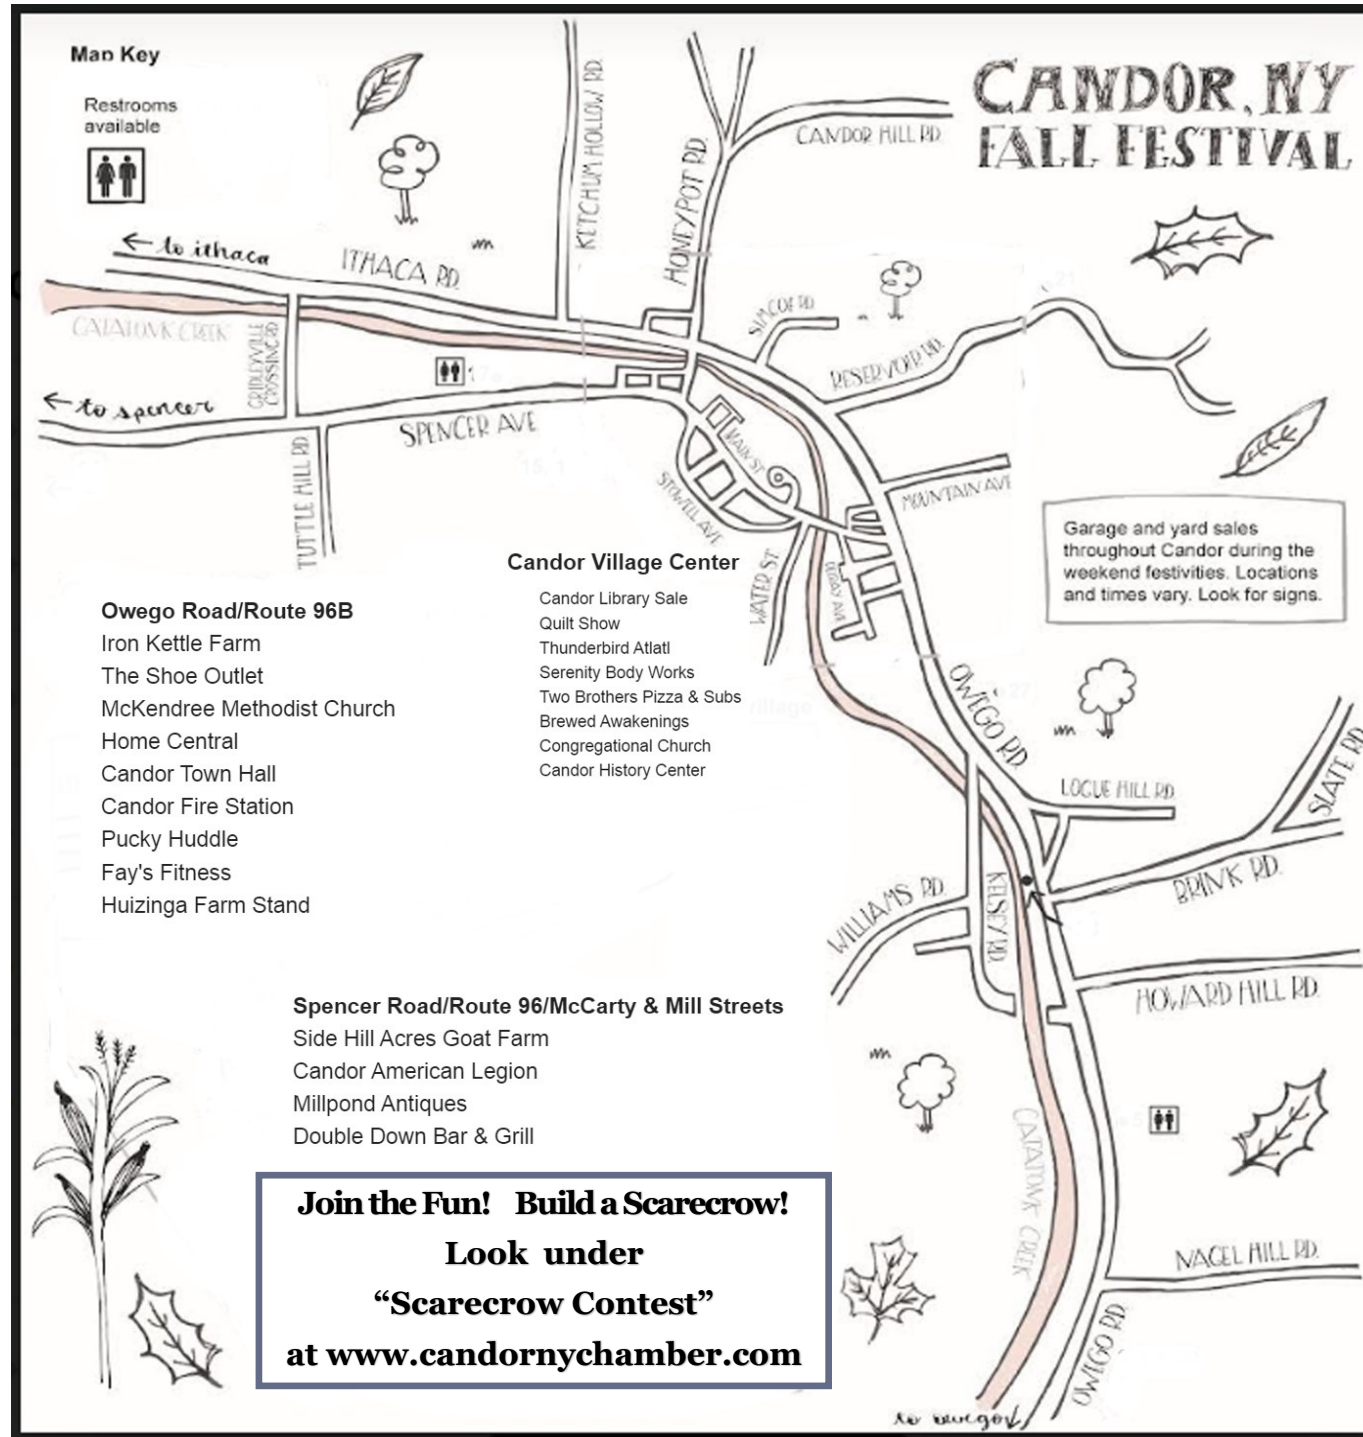 Map Key
Restrooms
available
CANDOR, NY
FALL FESTIVAL
KETCHUM HOLLOW RD.
HONEYPOT RD.
CANDOR HILL RD.
← to ithaca
ITHACA RD.
CATATONK CREEK
GRIDLEYVILLE
CROSSING RD
SIMCOE RD
RESERVOIR RD.
← to spencer
SPENCER AVE
TUTTLE HILL RD
MAIN ST
STOWELL AVE
MOUNTAIN AVE
WATER ST
Garage and yard sales
throughout Candor during the
weekend festivities. Locations
and times vary. Look for signs.
Candor Village Center
Candor Library Sale
Quilt Show
Thunderbird Atlatl
Serenity Body Works
Two Brothers Pizza & Subs
Brewed Awakenings
Congregational Church
Candor History Center
Owego Road/Route 96B
Iron Kettle Farm
The Shoe Outlet
McKendree Methodist Church
Home Central
Candor Town Hall
Candor Fire Station
Pucky Huddle
Fay's Fitness
Huizinga Farm Stand
OWEGO RD.
LOGUE HILL RD.
SLATE RD.
BRINK RD.
WILLIAMS RD.
KELSEY RD.
HOWARD HILL RD.
Spencer Road/Route 96/McCarty & Mill Streets
Side Hill Acres Goat Farm
Candor American Legion
Millpond Antiques
Double Down Bar & Grill
CATATONK CREEK
NAGEL HILL RD.
OWEGO RD.
to owego
Join the Fun! Build a Scarecrow!
Look under
“Scarecrow Contest”
at www.candornychamber.com